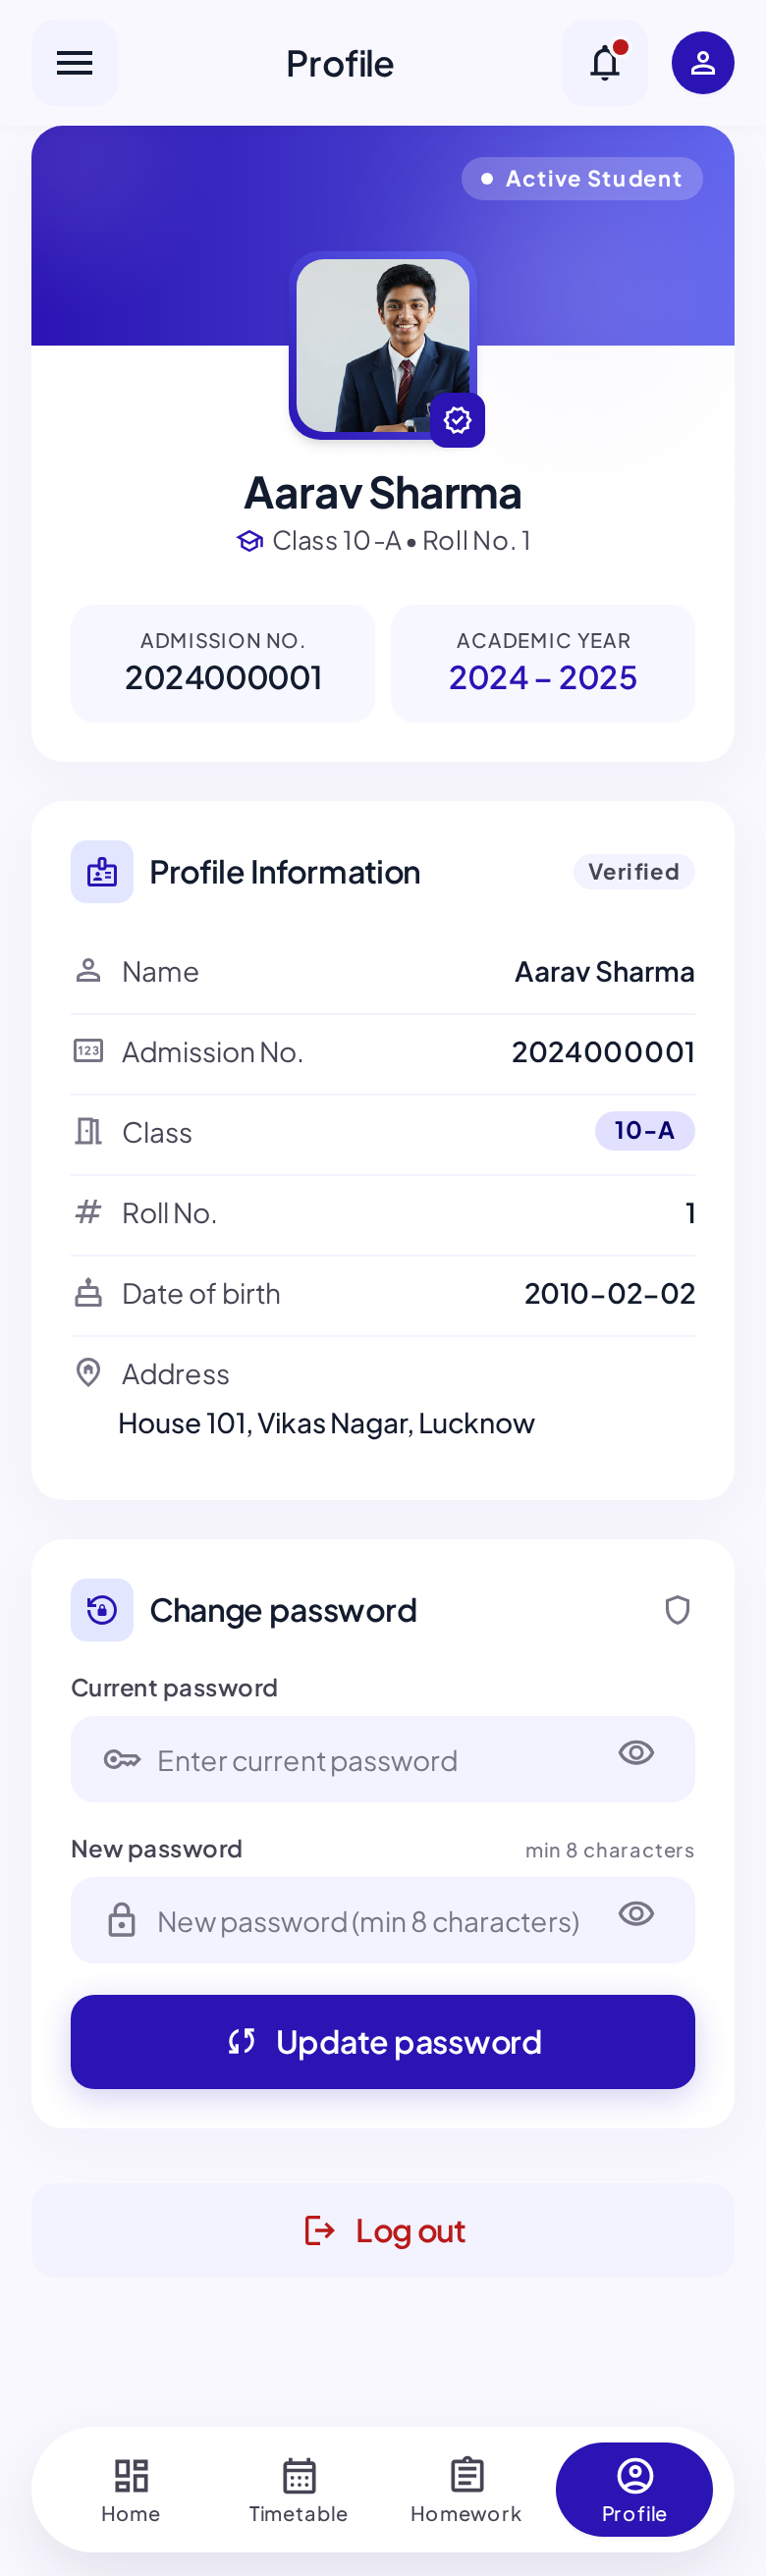 Profile
Active Student
Aarav Sharma
Class 10-A • Roll No. 1
ADMISSION NO.
2024000001
ACADEMIC YEAR
2024 – 2025
Profile Information
Verified
Name
Aarav Sharma
123
Admission No.
2024000001
Class
10-A
Roll No.
1
Date of birth
2010-02-02
Address
House 101, Vikas Nagar, Lucknow
Change password
Current password
Enter current password
New password
min 8 characters
New password (min 8 characters)
Update password
Log out
Home
Timetable
Homework
Profile